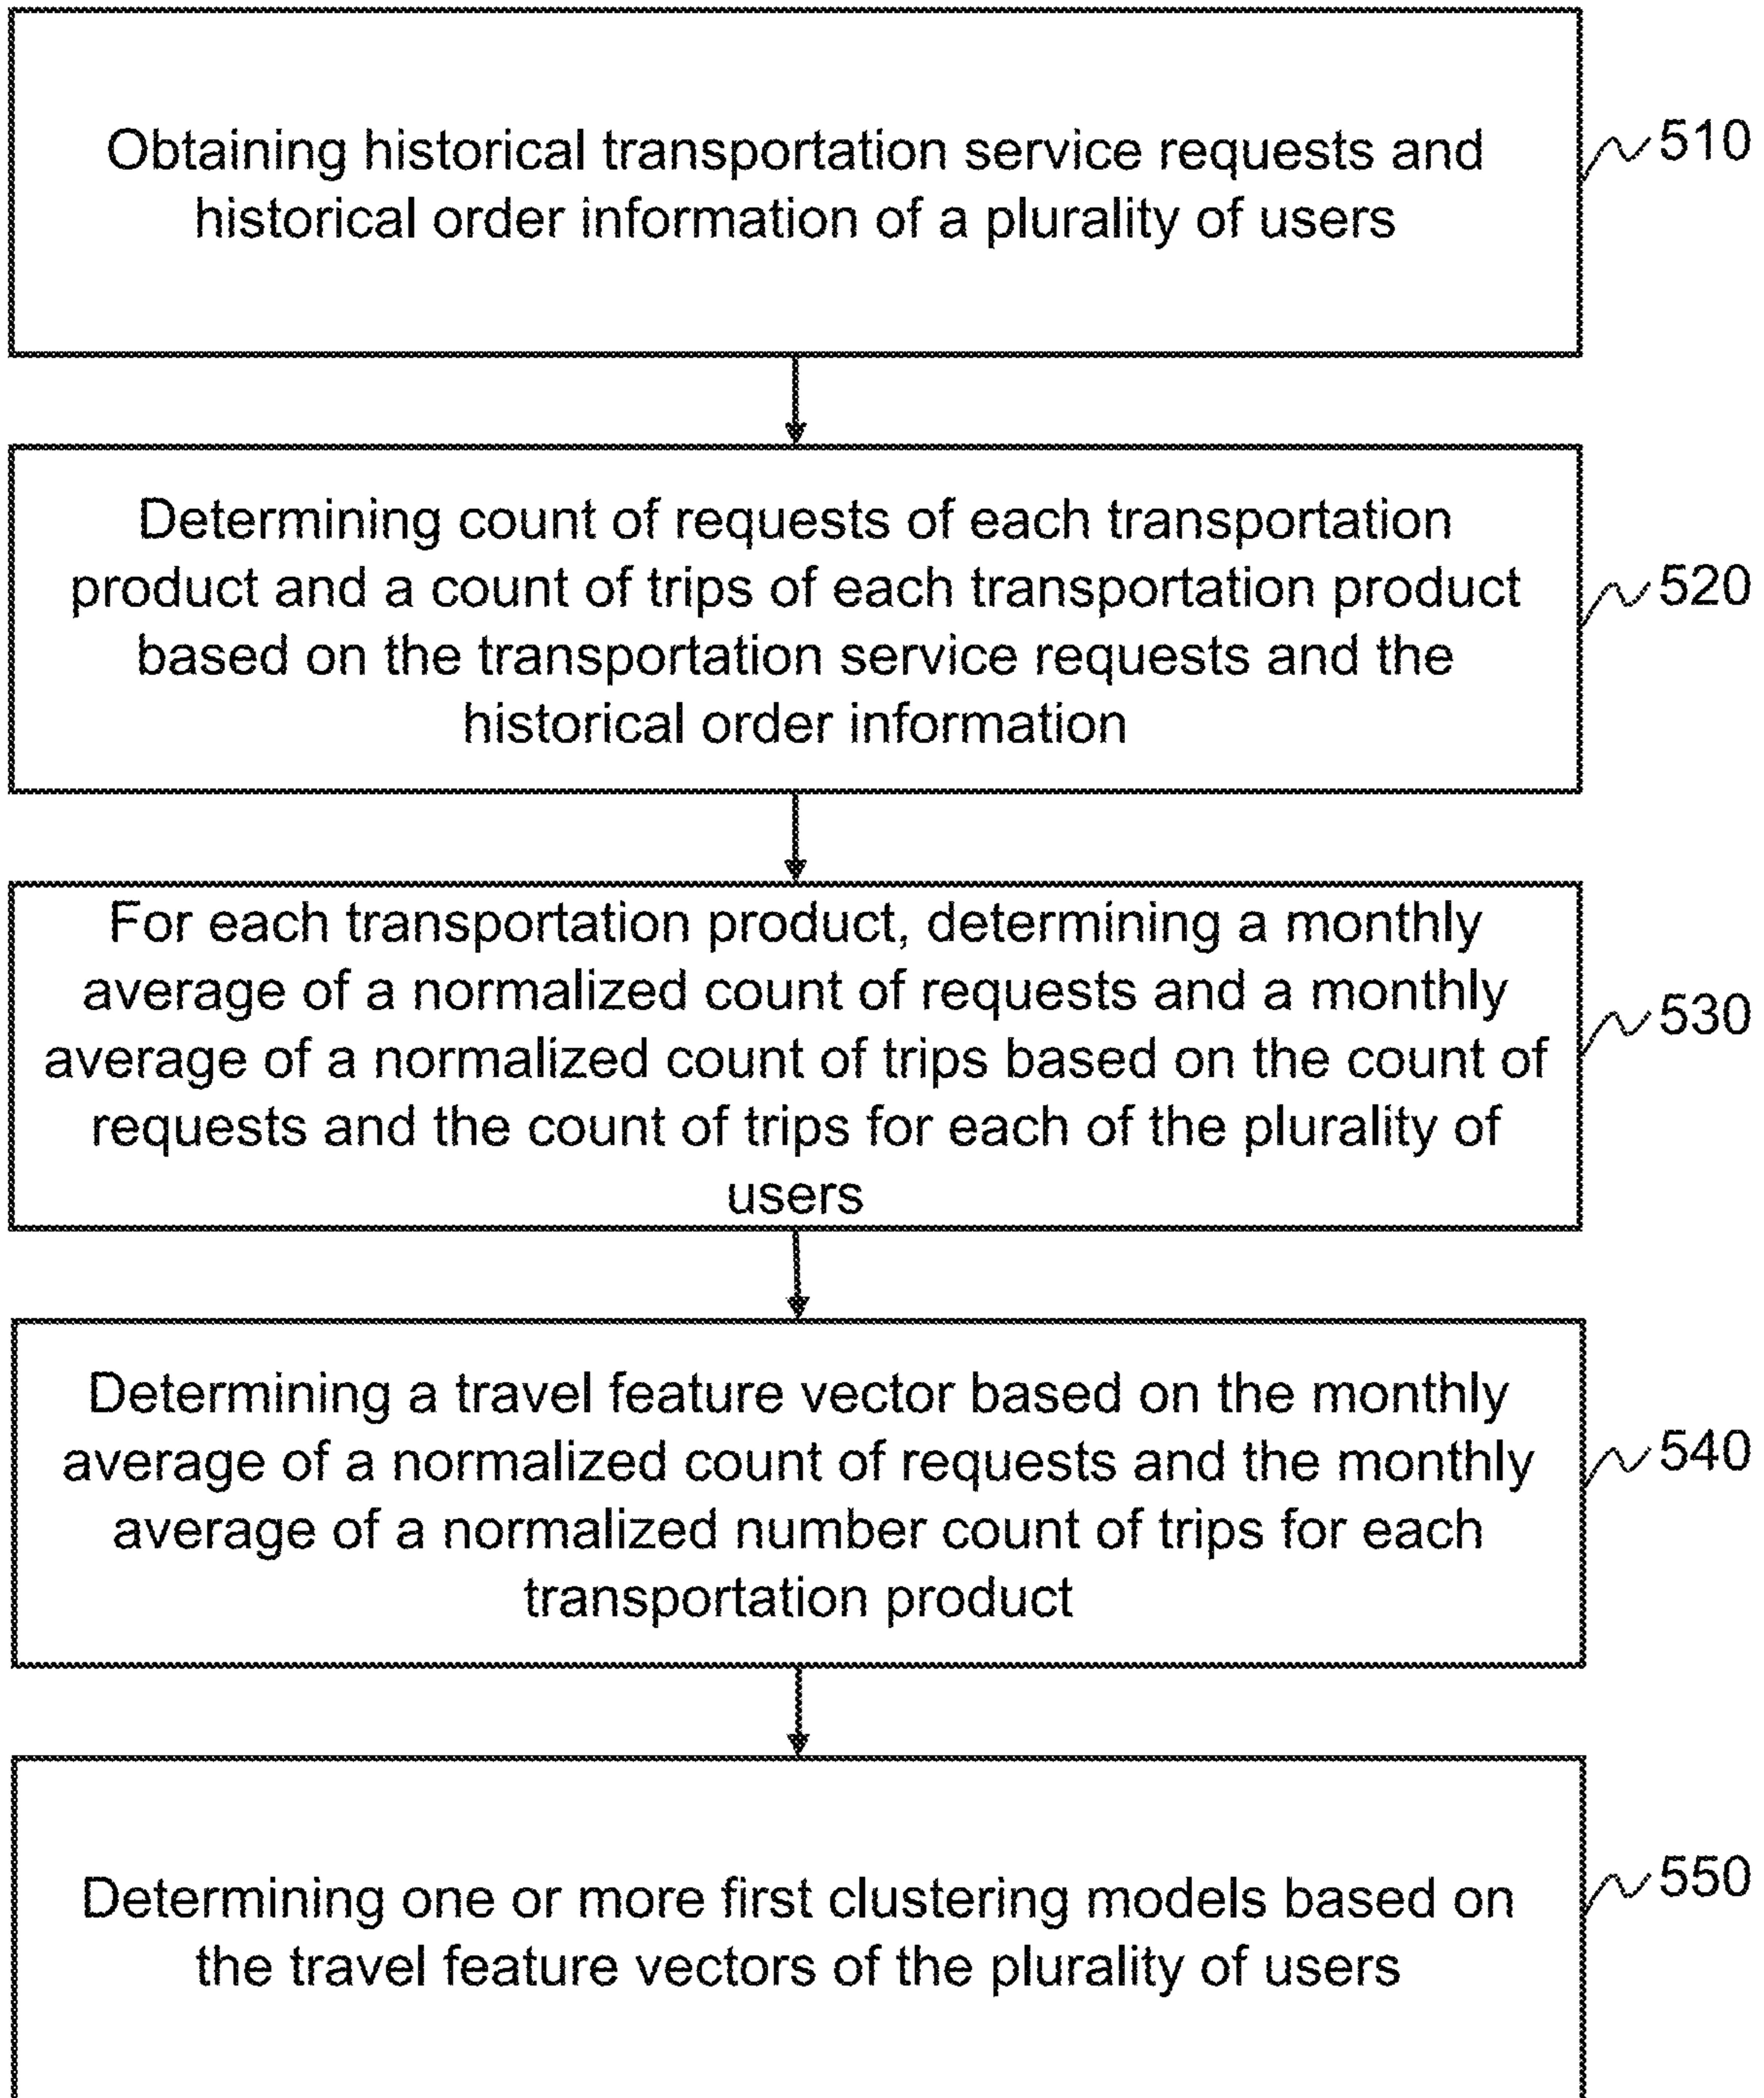 Obtaining historical transportation service requests and
historical order information of a plurality of users
510
Determining count of requests of each transportation
product and a count of trips of each transportation product
based on the transportation service requests and the
historical order information
520
For each transportation product, determining a monthly
average of a normalized count of requests and a monthly
average of a normalized count of trips based on the count of
requests and the count of trips for each of the plurality of
users
530
Determining a travel feature vector based on the monthly
average of a normalized count of requests and the monthly
average of a normalized number count of trips for each
transportation product
540
Determining one or more first clustering models based on
the travel feature vectors of the plurality of users
550